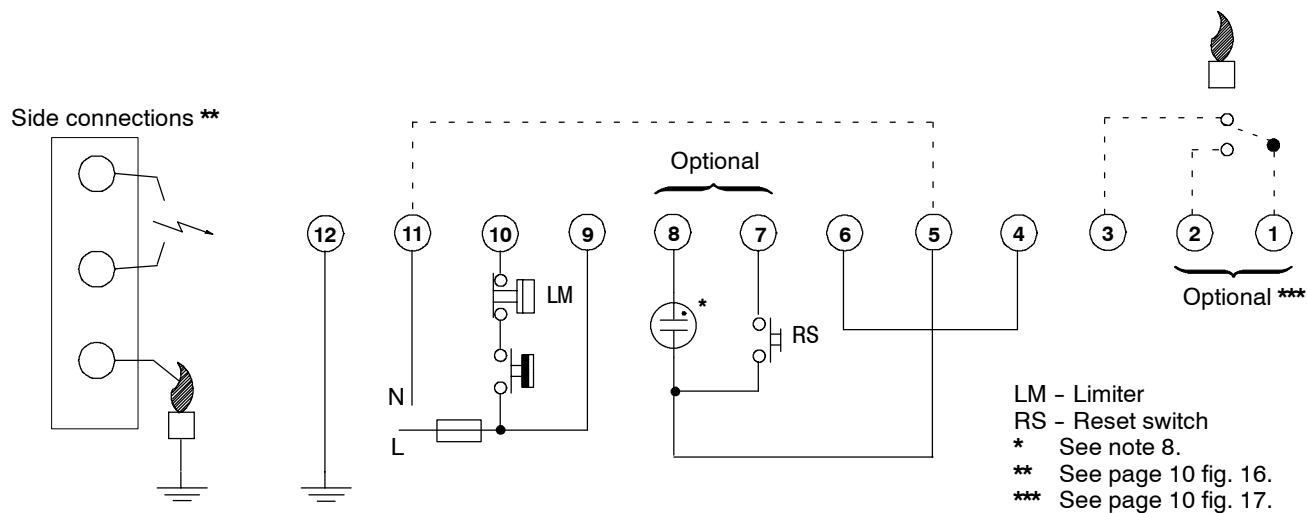 Side connections **
Optional
12 11 10 9 8 7 6 5 4 3 2 1
*
LM
RS
Optional ***
N
L
LM – Limiter
RS – Reset switch
* See note 8.
** See page 10 fig. 16.
*** See page 10 fig. 17.